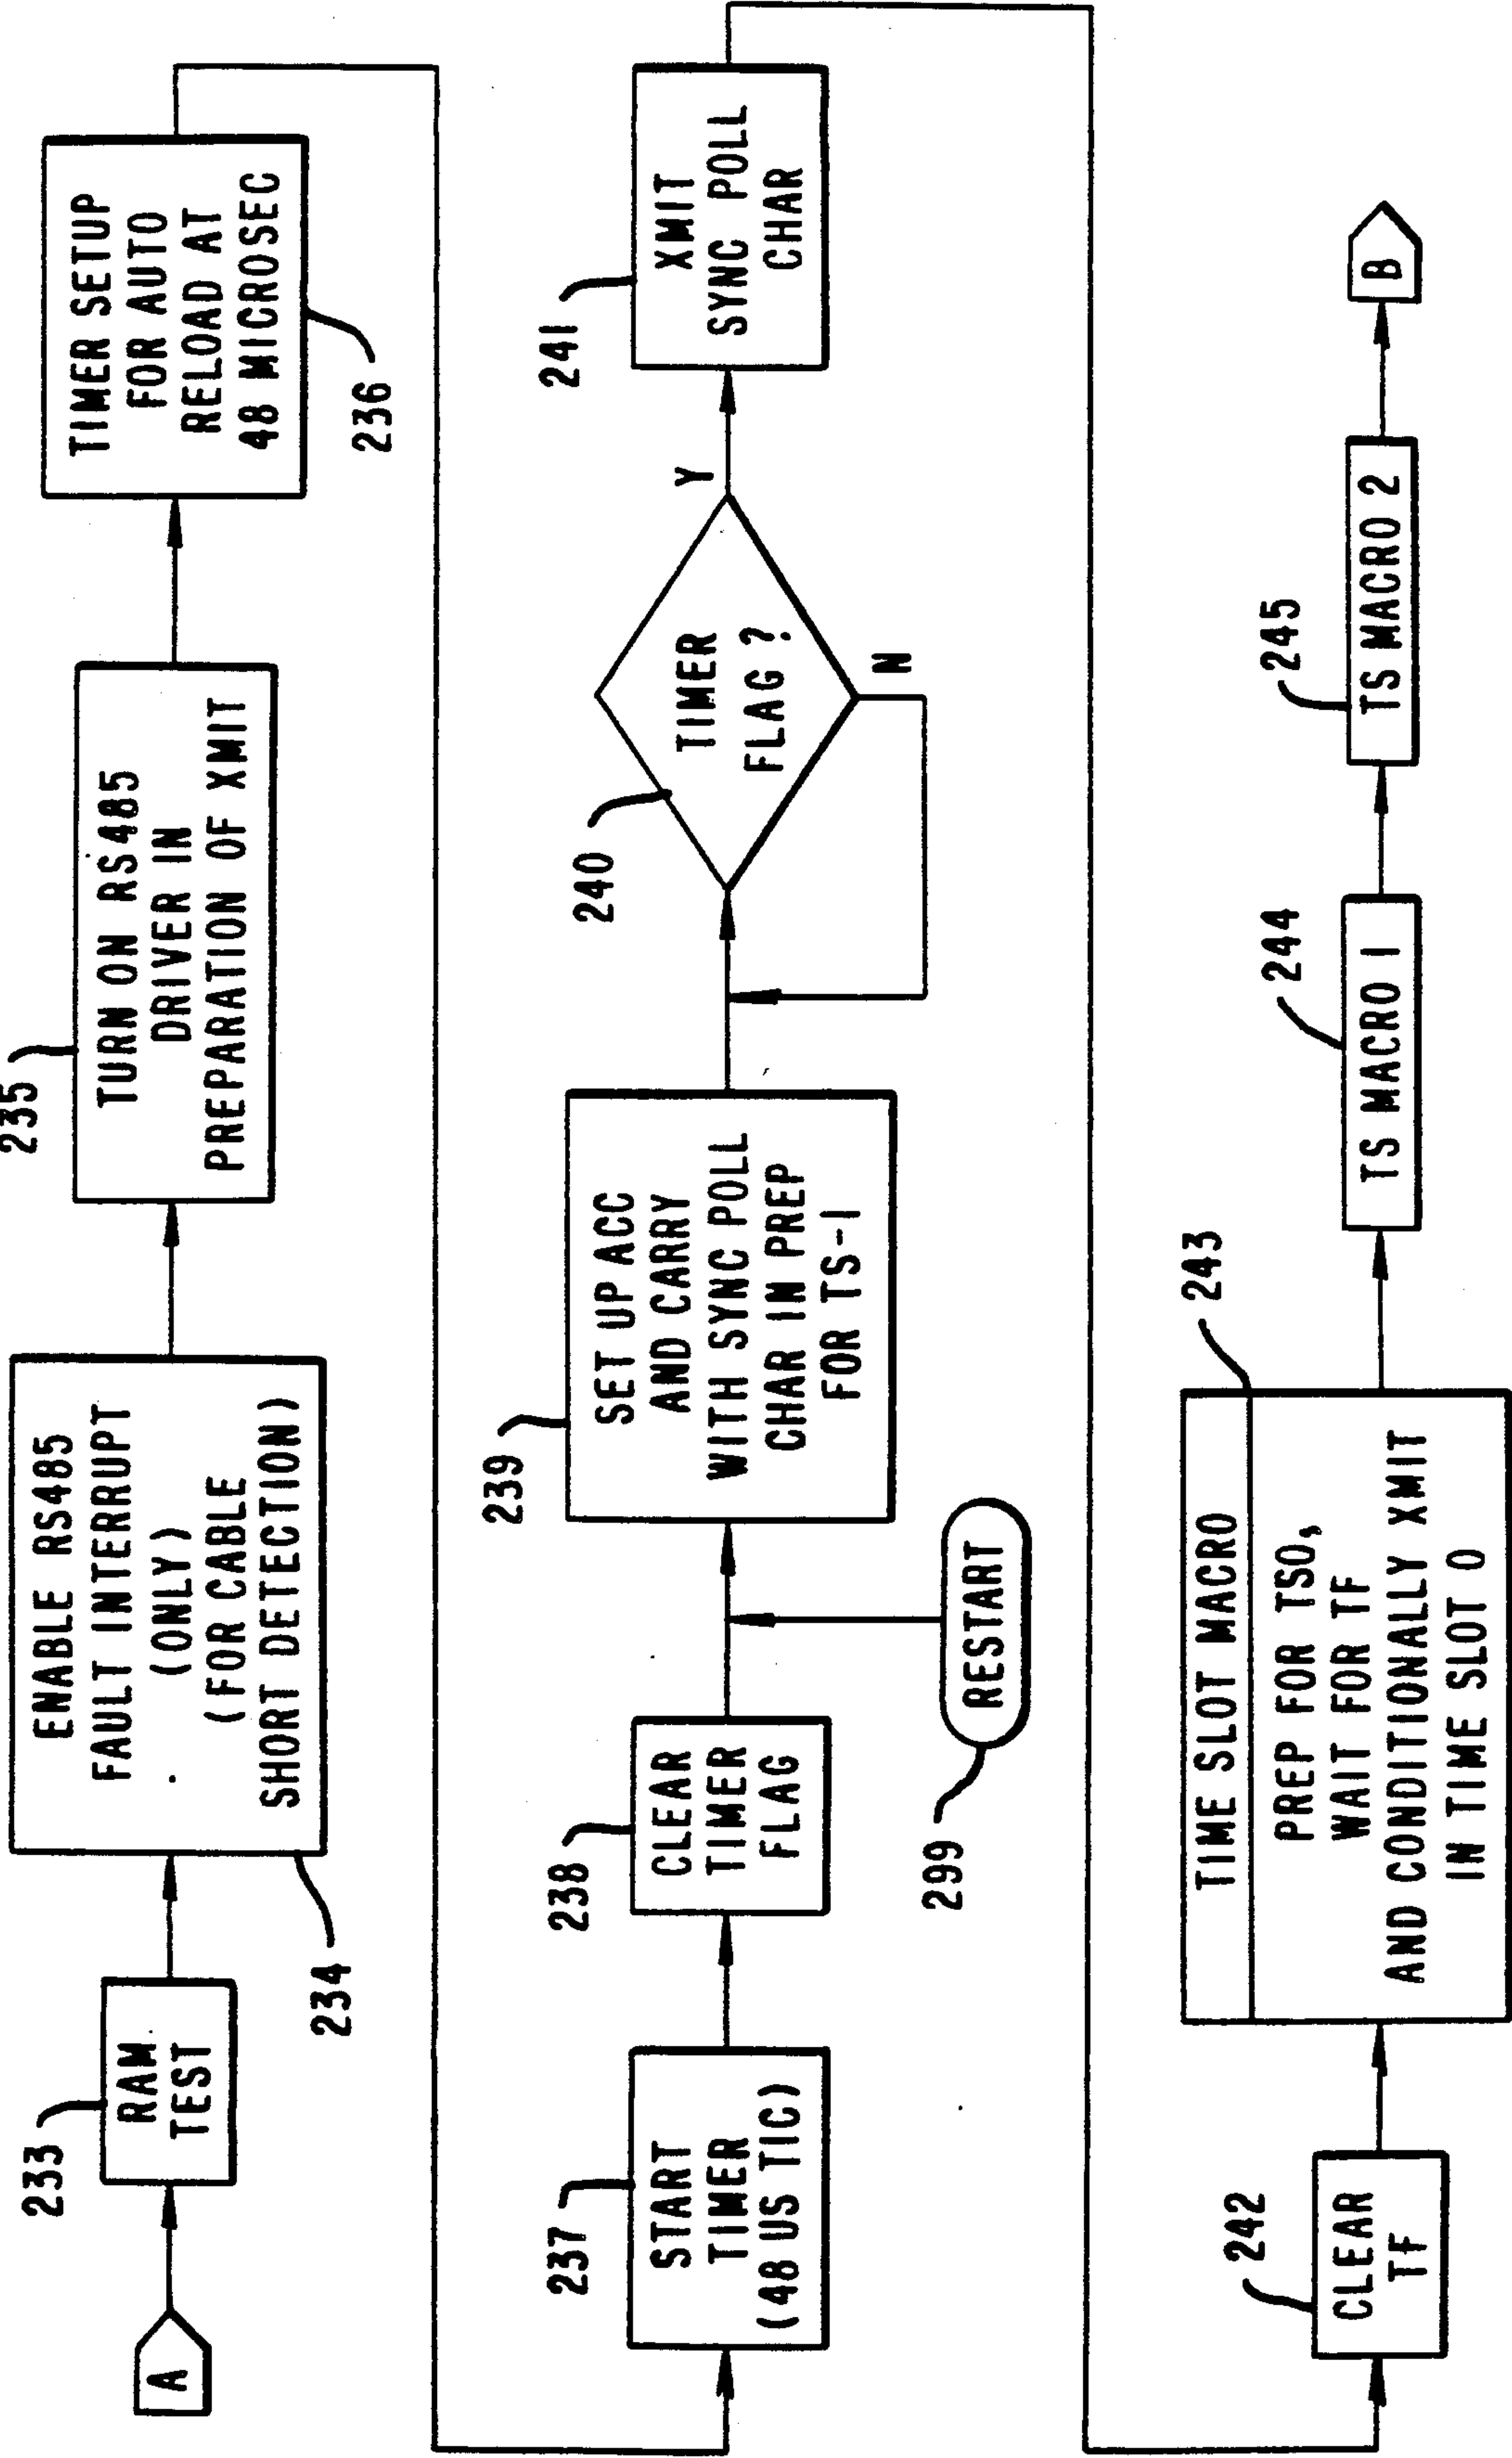 A
233
RAM
TEST
234
ENABLE RS485
FAULT INTERRUPT
(ONLY)
(FOR CABLE
SHORT DETECTION)
235
TURN ON RS485
DRIVER IN
PREPARATION OF XMIT
236
TIMER SETUP
FOR AUTO
RELOAD AT
48 MICROSEC
237
START
TIMER
(48 US TIC)
238
CLEAR
TIMER
FLAG
299
RESTART
239
SET UP ACC
AND CARRY
WITH SYNC POLL
CHAR IN PREP
FOR TS-1
240
TIMER
FLAG ?
Y
N
241
XMIT
SYNC POLL
CHAR
242
CLEAR
TF
243
TIME SLOT MACRO
PREP FOR TS0,
WAIT FOR TF
AND CONDITIONALLY XMIT
IN TIME SLOT 0
244
TS MACRO 1
245
TS MACRO 2
B